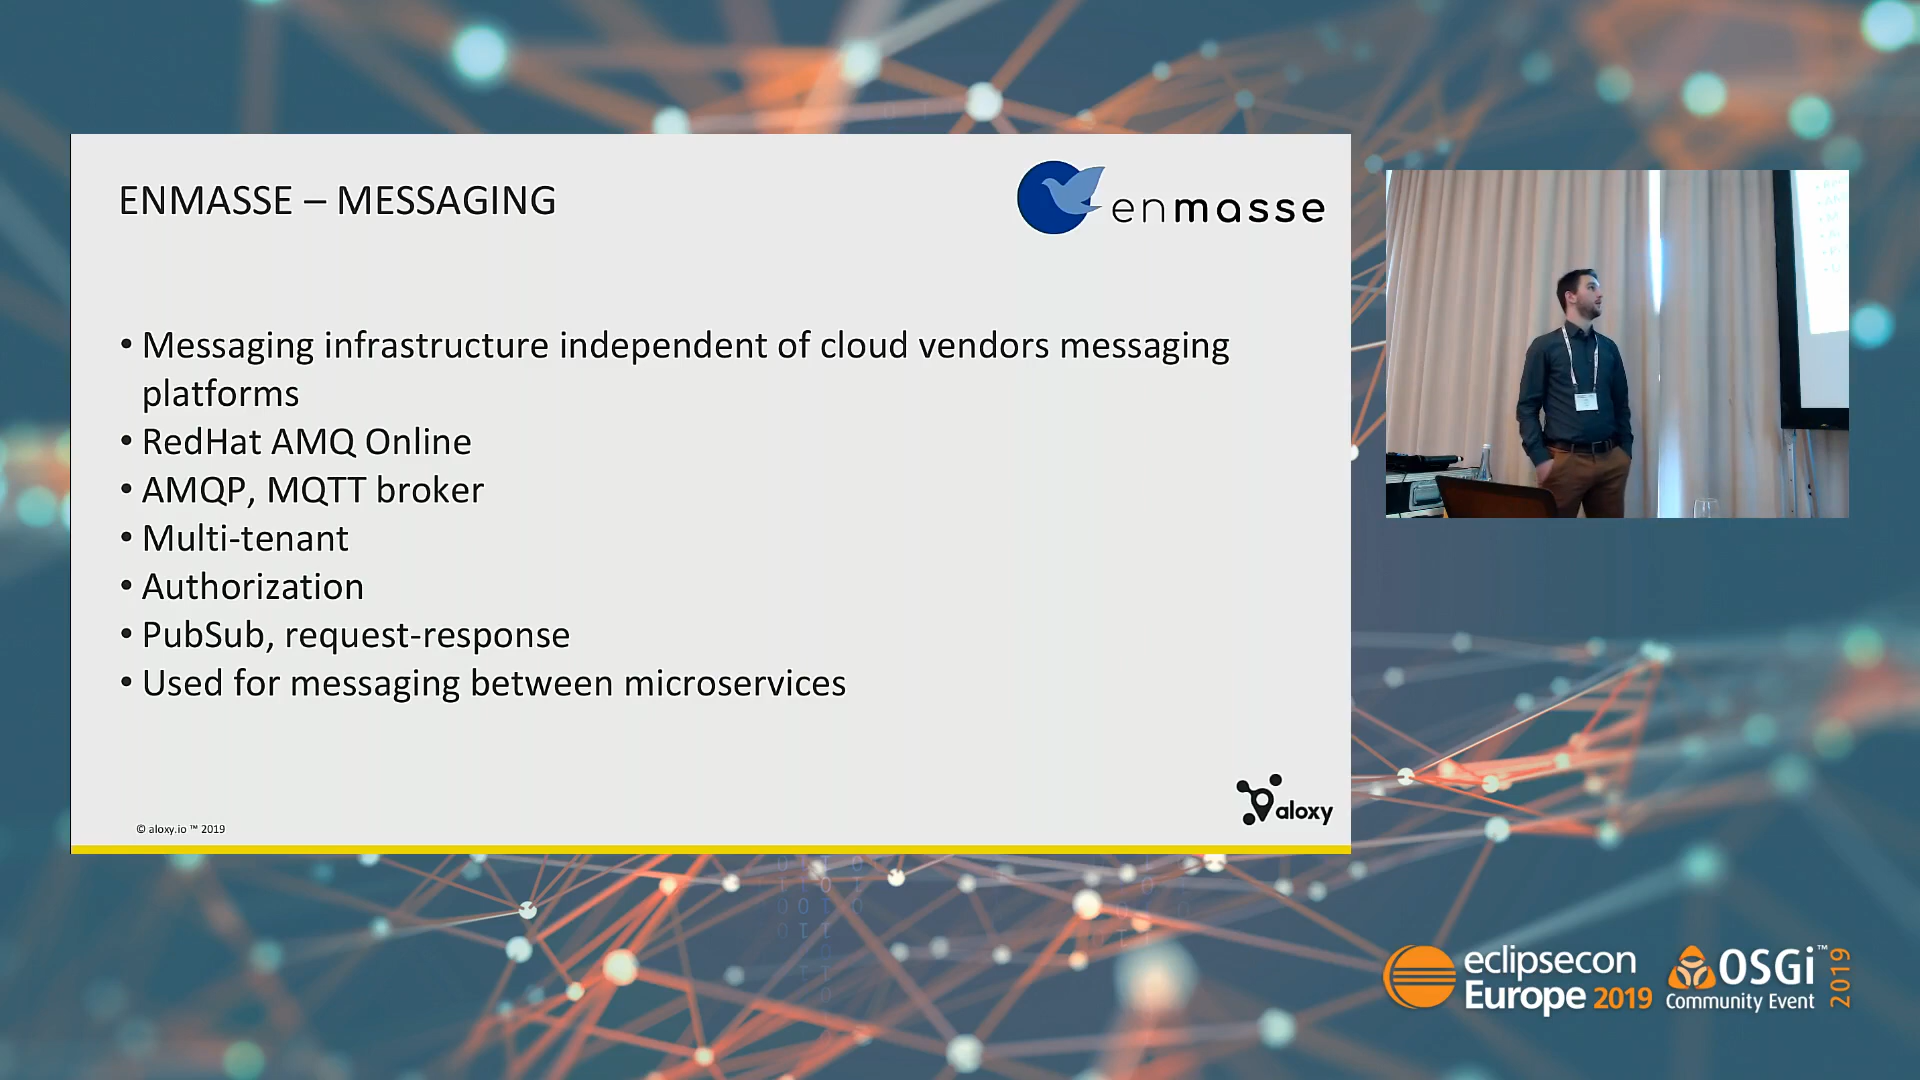 ENMASSE – MESSAGING
enmasse
• Messaging infrastructure independent of cloud vendors messaging
platforms
• RedHat AMQ Online
• AMQP, MQTT broker
• Multi-tenant
• Authorization
• PubSub, request-response
• Used for messaging between microservices
aloxy
© aloxy.io ™ 2019
eclipsecon
Europe 2019
OSGi™
Community Event
2019